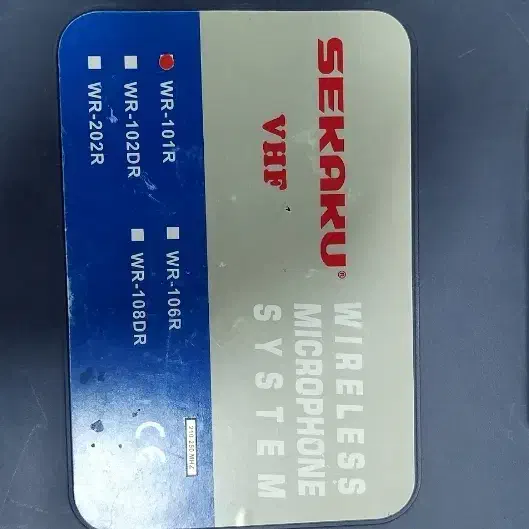 SEKAKU®
VHF
WIRELESS
MICROPHONE
SYSTEM
WR-101R
WR-106R
WR-102DR
WR-108DR
WR-202R
CE